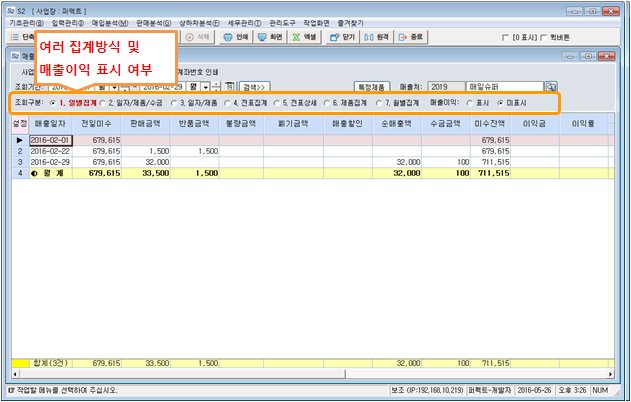 S2 [ 사업장 : 퍼펙트 ]
기초관리(B) 입력관리(I) 매입분석(M) 판매분석(G) 상하차분석(S) 세무관리(T) 관리도구 작업화면 즐겨찾기
단축 삭제 인쇄 화면 엑셀 닫기 원격 종료 [0 표시] 퀵버튼
여러 집계방식 및
매출이익 표시 여부
매출
사업 계좌번호 인쇄
조회기간: 월 2016-02-29 월 검색>> 특정제품 매출처: 2019 매일슈퍼
조회구분: 1. 일별집계 2. 일자/제품/수금 3. 일자/제품 4. 전표집계 5. 전표상세 6. 제품집계 7. 월별집계 매출이익: 표시 미표시
설정 매출일자 전일미수 판매금액 반품금액 불량금액 폐기금액 매출할인 순매출액 수금금액 미수잔액 이익금 이익률
2016-02-01 679,615 679,615
2 2016-02-22 679,615 1,500 1,500 679,615
3 2016-02-29 679,615 32,000 32,000 100 711,515
4 월 계 679,615 33,500 1,500 32,000 100 711,515
합계(3건) 679,615 33,500 1,500 32,000 100 711,515
작업할 메뉴를 선택하여 주십시오. 보조 (IP:192,168,10,219) 퍼펙트-개발자 2016-05-26 오후 3:26 NUM